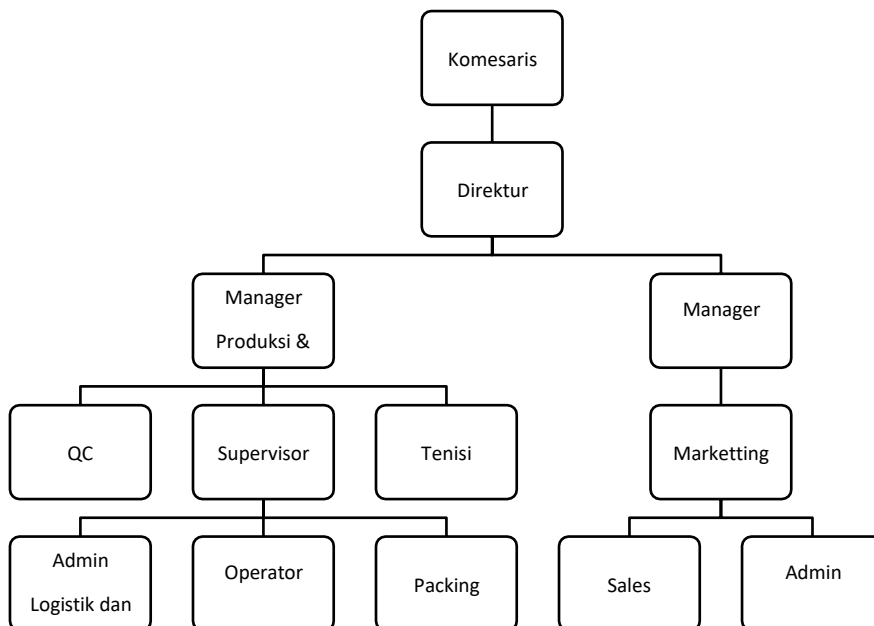 Komesaris
Direktur
Manager
Produksi &
Manager
QC
Supervisor
Tenisi
Marketting
Admin
Logistik dan
Operator
Packing
Sales
Admin